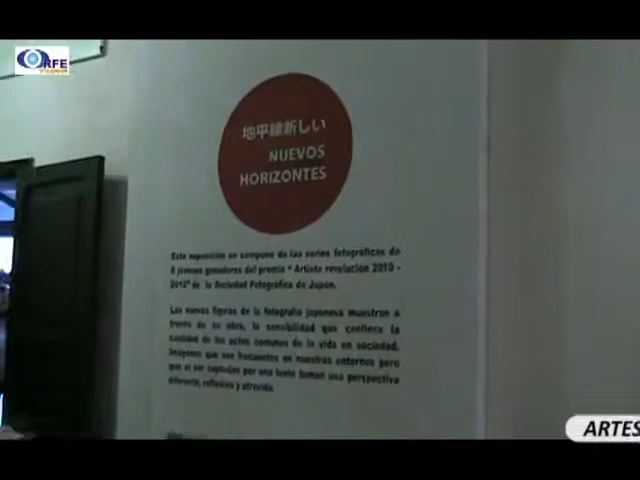 ORFE
地平線新しい
NUEVOS
HORIZONTES
Esta exposición se compone de las series fotográficas de
6 jóvenes ganadores del premio " Artista revelación 2010 -
2012" de la Sociedad Fotográfica de Japón.
Las nuevas figuras de la fotografía japonesa muestran a
través de su obra, la sensibilidad que confiere la
de los actos comunes de la vida en sociedad.
Imágenes que son frecuentes en nuestros entornos pero
que al ser captadas por una lente toman una perspectiva
diferente, reflexiva y atrevida.
ARTES